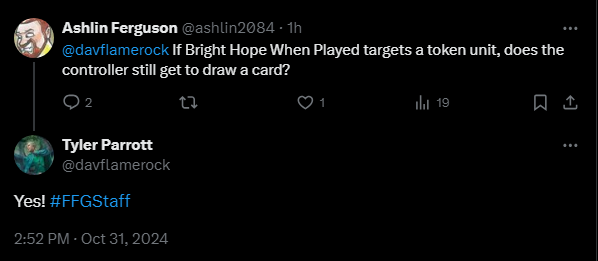 Ashlin Ferguson @ashlin2084 · 1h
@davflamerock If Bright Hope When Played targets a token unit, does the
controller still get to draw a card?
2 1 19
Tyler Parrott
@davflamerock
Yes! #FFGStaff
2:52 PM · Oct 31, 2024